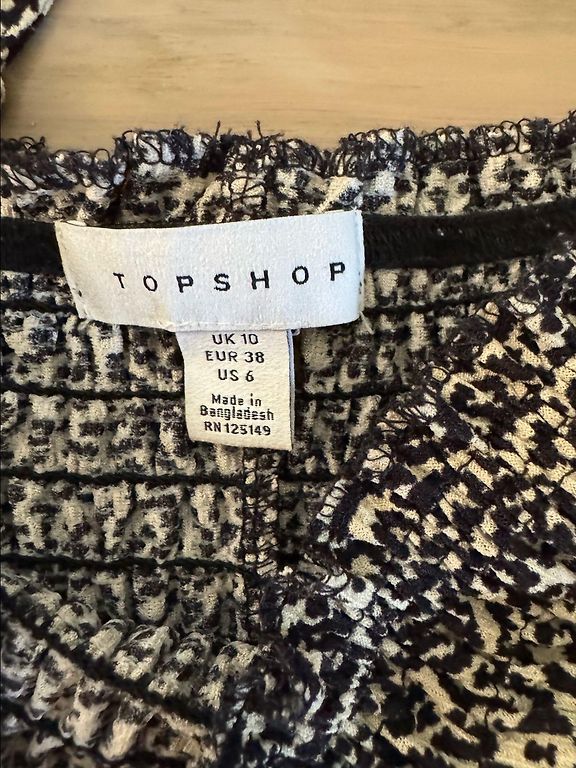 TOPSHOP
UK 10
EUR 38
US 6
Made in
Bangladesh
RN 125149